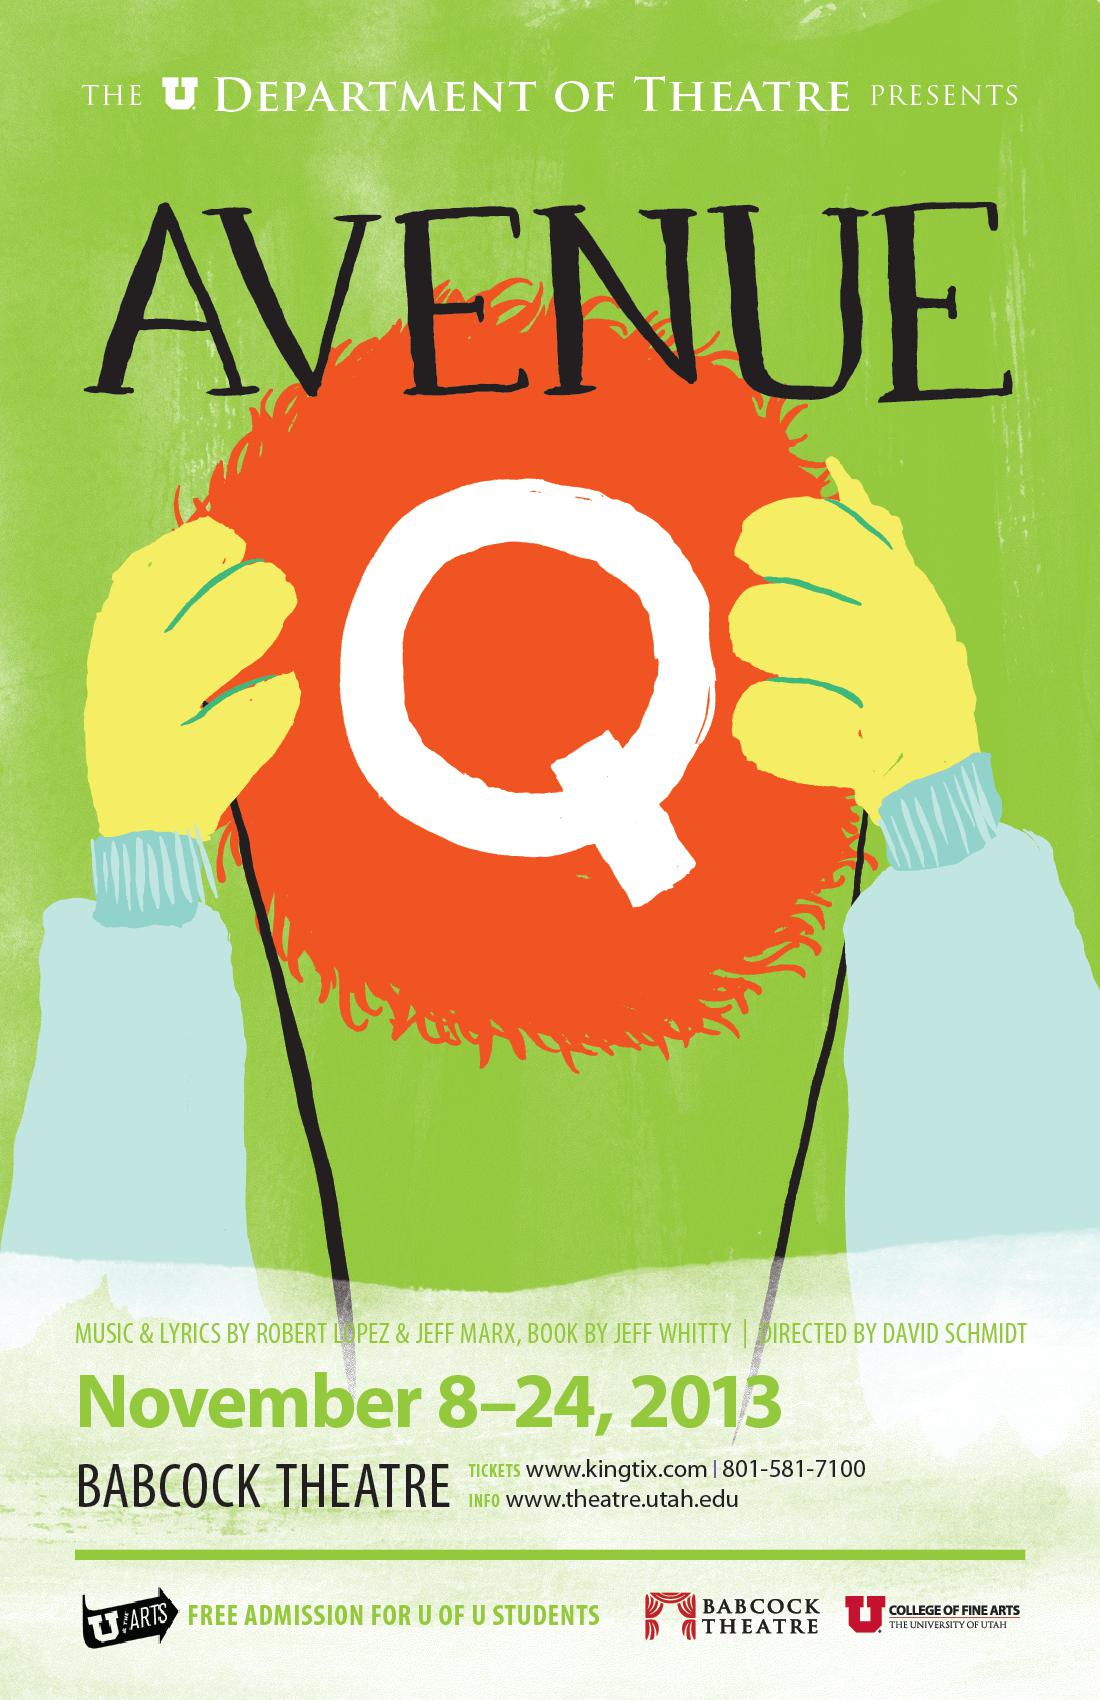 THE U DEPARTMENT OF THEATRE PRESENTS
AVENUE
Q
MUSIC & LYRICS BY ROBERT LOPEZ & JEFF MARX, BOOK BY JEFF WHITTY | DIRECTED BY DAVID SCHMIDT
November 8–24, 2013
BABCOCK THEATRE
TICKETS www.kingtix.com | 801-581-7100
INFO www.theatre.utah.edu
U THE ARTS
FREE ADMISSION FOR U OF U STUDENTS
BABCOCK
THEATRE
U COLLEGE OF FINE ARTS
THE UNIVERSITY OF UTAH